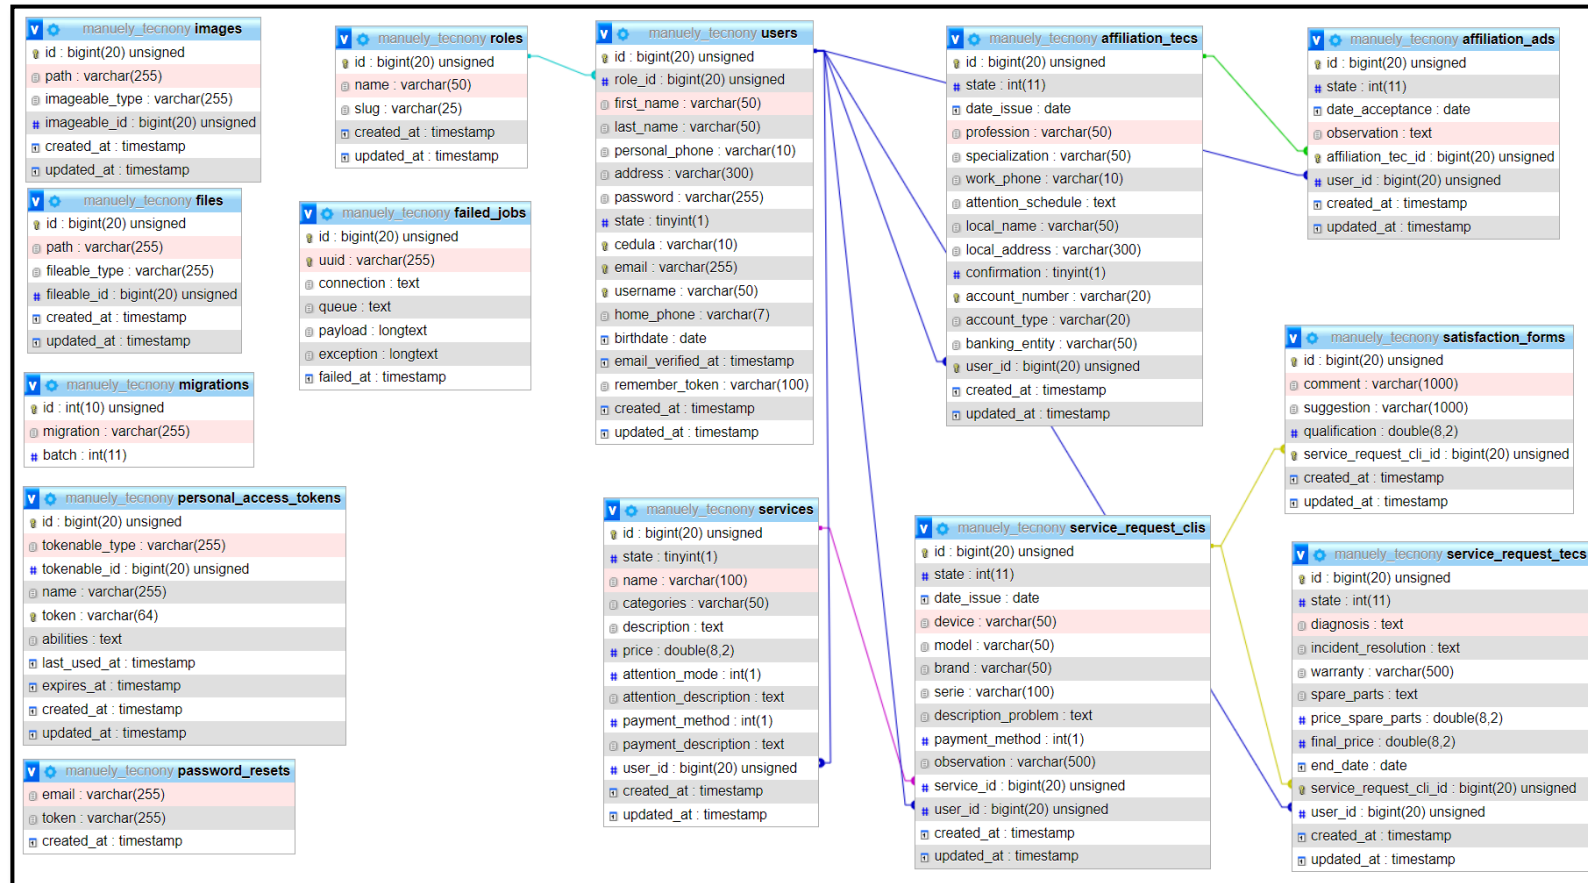 manuely_tecnony images
id : bigint(20) unsigned
path : varchar(255)
imageable_type : varchar(255)
imageable_id : bigint(20) unsigned
created_at : timestamp
updated_at : timestamp
manuely_tecnony files
id : bigint(20) unsigned
path : varchar(255)
fileable_type : varchar(255)
fileable_id : bigint(20) unsigned
created_at : timestamp
updated_at : timestamp
manuely_tecnony migrations
id : int(10) unsigned
migration : varchar(255)
batch : int(11)
manuely_tecnony personal_access_tokens
id : bigint(20) unsigned
tokenable_type : varchar(255)
tokenable_id : bigint(20) unsigned
name : varchar(255)
token : varchar(64)
abilities : text
last_used_at : timestamp
expires_at : timestamp
created_at : timestamp
updated_at : timestamp
manuely_tecnony password_resets
email : varchar(255)
token : varchar(255)
created_at : timestamp
manuely_tecnony roles
id : bigint(20) unsigned
name : varchar(50)
slug : varchar(25)
created_at : timestamp
updated_at : timestamp
manuely_tecnony failed_jobs
id : bigint(20) unsigned
uuid : varchar(255)
connection : text
queue : text
payload : longtext
exception : longtext
failed_at : timestamp
manuely_tecnony users
id : bigint(20) unsigned
role_id : bigint(20) unsigned
first_name : varchar(50)
last_name : varchar(50)
personal_phone : varchar(10)
address : varchar(300)
password : varchar(255)
state : tinyint(1)
cedula : varchar(10)
email : varchar(255)
username : varchar(50)
home_phone : varchar(7)
birthdate : date
email_verified_at : timestamp
remember_token : varchar(100)
created_at : timestamp
updated_at : timestamp
manuely_tecnony services
id : bigint(20) unsigned
state : tinyint(1)
name : varchar(100)
categories : varchar(50)
description : text
price : double(8,2)
attention_mode : int(1)
attention_description : text
payment_method : int(1)
payment_description : text
user_id : bigint(20) unsigned
created_at : timestamp
updated_at : timestamp
manuely_tecnony affiliation_tecs
id : bigint(20) unsigned
state : int(11)
date_issue : date
profession : varchar(50)
specialization : varchar(50)
work_phone : varchar(10)
attention_schedule : text
local_name : varchar(50)
local_address : varchar(300)
confirmation : tinyint(1)
account_number : varchar(20)
account_type : varchar(20)
banking_entity : varchar(50)
user_id : bigint(20) unsigned
created_at : timestamp
updated_at : timestamp
manuely_tecnony service_request_clis
id : bigint(20) unsigned
state : int(11)
date_issue : date
device : varchar(50)
model : varchar(50)
brand : varchar(50)
serie : varchar(100)
description_problem : text
payment_method : int(1)
observation : varchar(500)
service_id : bigint(20) unsigned
user_id : bigint(20) unsigned
created_at : timestamp
updated_at : timestamp
manuely_tecnony affiliation_ads
id : bigint(20) unsigned
state : int(11)
date_acceptance : date
observation : text
affiliation_tec_id : bigint(20) unsigned
user_id : bigint(20) unsigned
created_at : timestamp
updated_at : timestamp
manuely_tecnony satisfaction_forms
id : bigint(20) unsigned
comment : varchar(1000)
suggestion : varchar(1000)
qualification : double(8,2)
service_request_cli_id : bigint(20) unsigned
created_at : timestamp
updated_at : timestamp
manuely_tecnony service_request_tecs
id : bigint(20) unsigned
state : int(11)
diagnosis : text
incident_resolution : text
warranty : varchar(500)
spare_parts : text
price_spare_parts : double(8,2)
final_price : double(8,2)
end_date : date
service_request_cli_id : bigint(20) unsigned
user_id : bigint(20) unsigned
created_at : timestamp
updated_at : timestamp